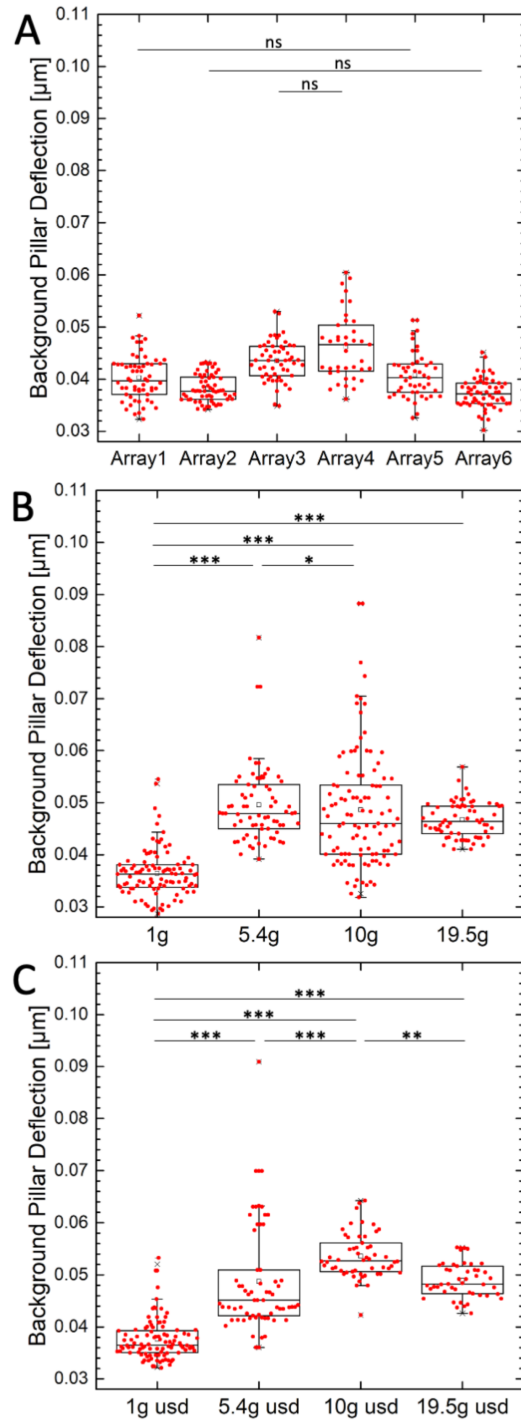 A
Background Pillar Deflection [µm]
0.11
0.10
0.09
0.08
0.07
0.06
0.05
0.04
0.03
ns
ns
ns
Array1 Array2 Array3 Array4 Array5 Array6
B
Background Pillar Deflection [µm]
0.11
0.10
0.09
0.08
0.07
0.06
0.05
0.04
0.03
***
***
*** *
1g 5.4g 10g 19.5g
C
Background Pillar Deflection [µm]
0.11
0.10
0.09
0.08
0.07
0.06
0.05
0.04
0.03
***
***
*** *** **
1g usd 5.4g usd 10g usd 19.5g usd